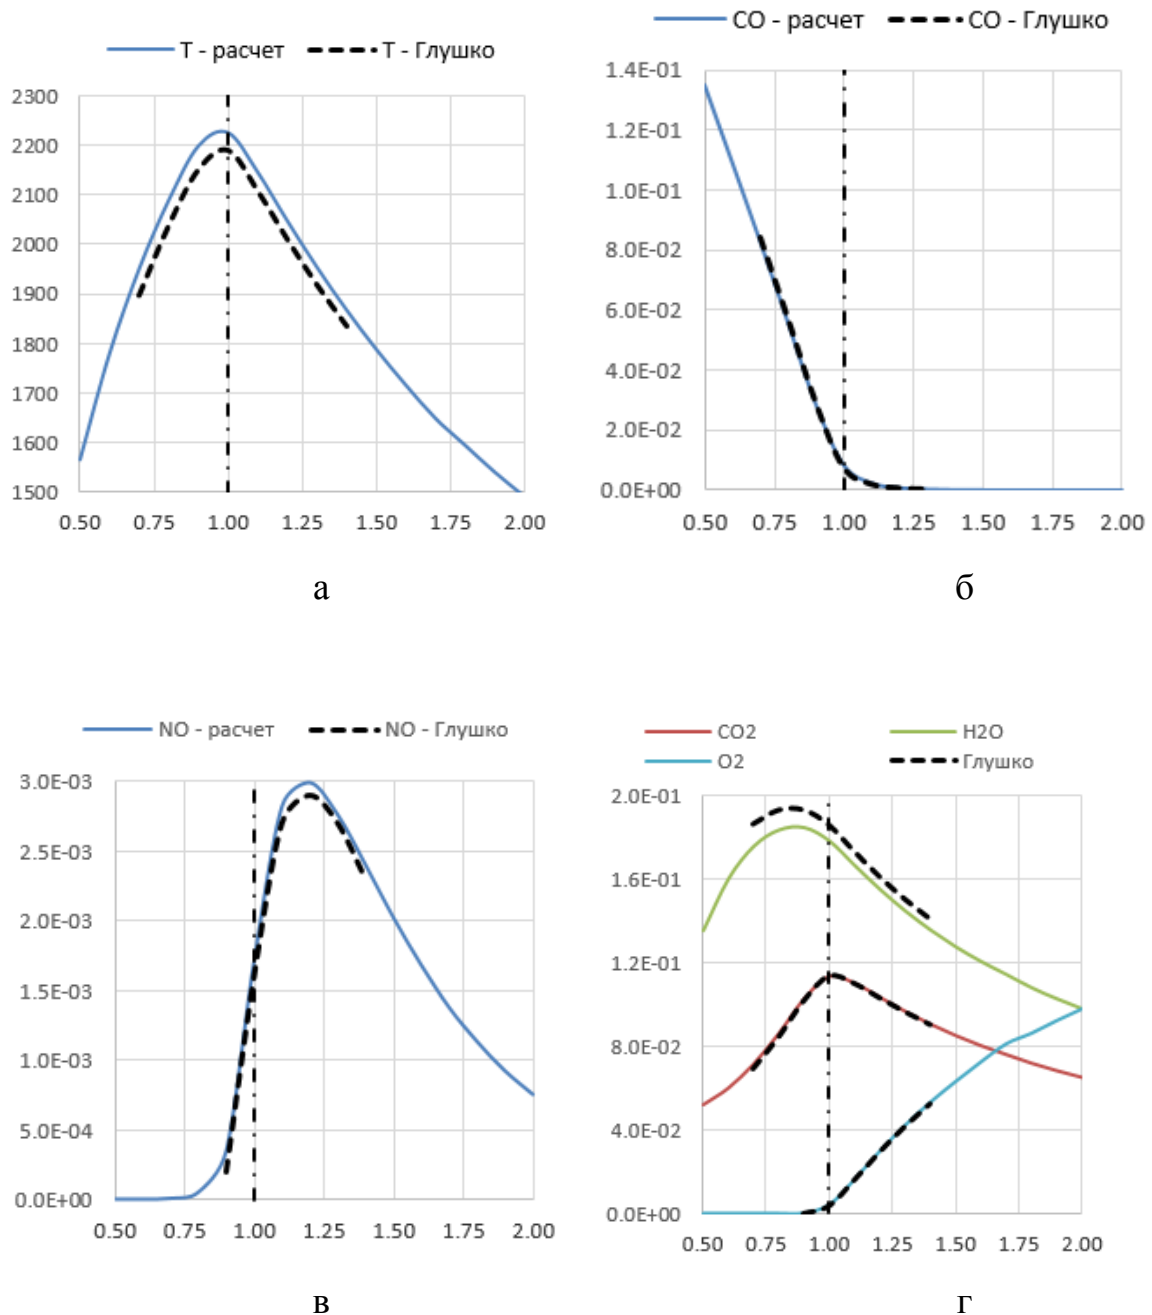 T - расчет T - Глушко
2300
2200
2100
2000
1900
1800
1700
1600
1500
0.50 0.75 1.00 1.25 1.50 1.75 2.00
а
CO - расчет CO - Глушко
1.4E-01
1.2E-01
1.0E-01
8.0E-02
6.0E-02
4.0E-02
2.0E-02
0.0E+00
0.50 0.75 1.00 1.25 1.50 1.75 2.00
б
NO - расчет NO - Глушко
3.0E-03
2.5E-03
2.0E-03
1.5E-03
1.0E-03
5.0E-04
0.0E+00
0.50 0.75 1.00 1.25 1.50 1.75 2.00
в
CO2 H2O
O2 Глушко
2.0E-01
1.6E-01
1.2E-01
8.0E-02
4.0E-02
0.0E+00
0.50 0.75 1.00 1.25 1.50 1.75 2.00
г